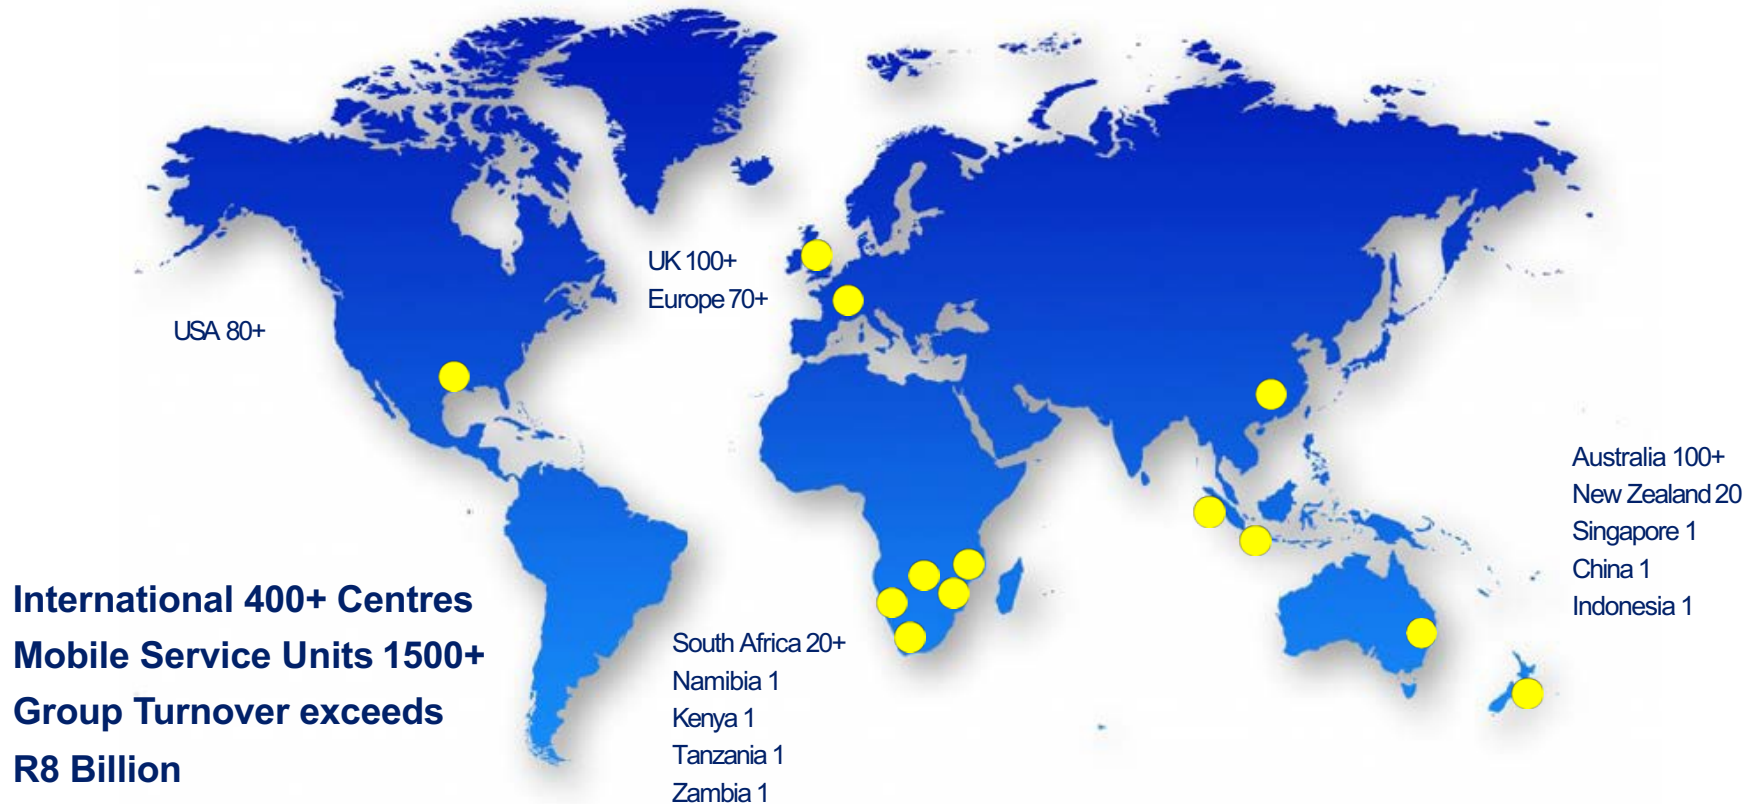 UK 100+
Europe 70+
USA 80+
Australia 100+
New Zealand 20
Singapore 1
China 1
Indonesia 1
International 400+ Centres
Mobile Service Units 1500+
Group Turnover exceeds
R8 Billion
South Africa 20+
Namibia 1
Kenya 1
Tanzania 1
Zambia 1